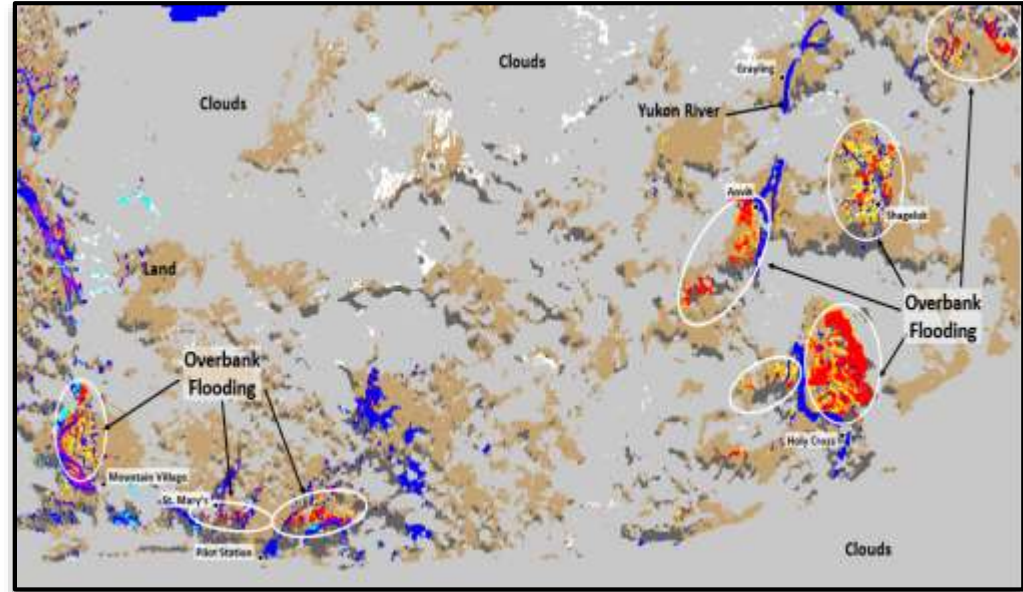 Clouds
Clouds
Grayling
Yukon River
Anvik
Shageluk
Land
Overbank
Flooding
Overbank
Flooding
Holy Cross
Mountain Village
St. Mary's
Pilot Station
Clouds